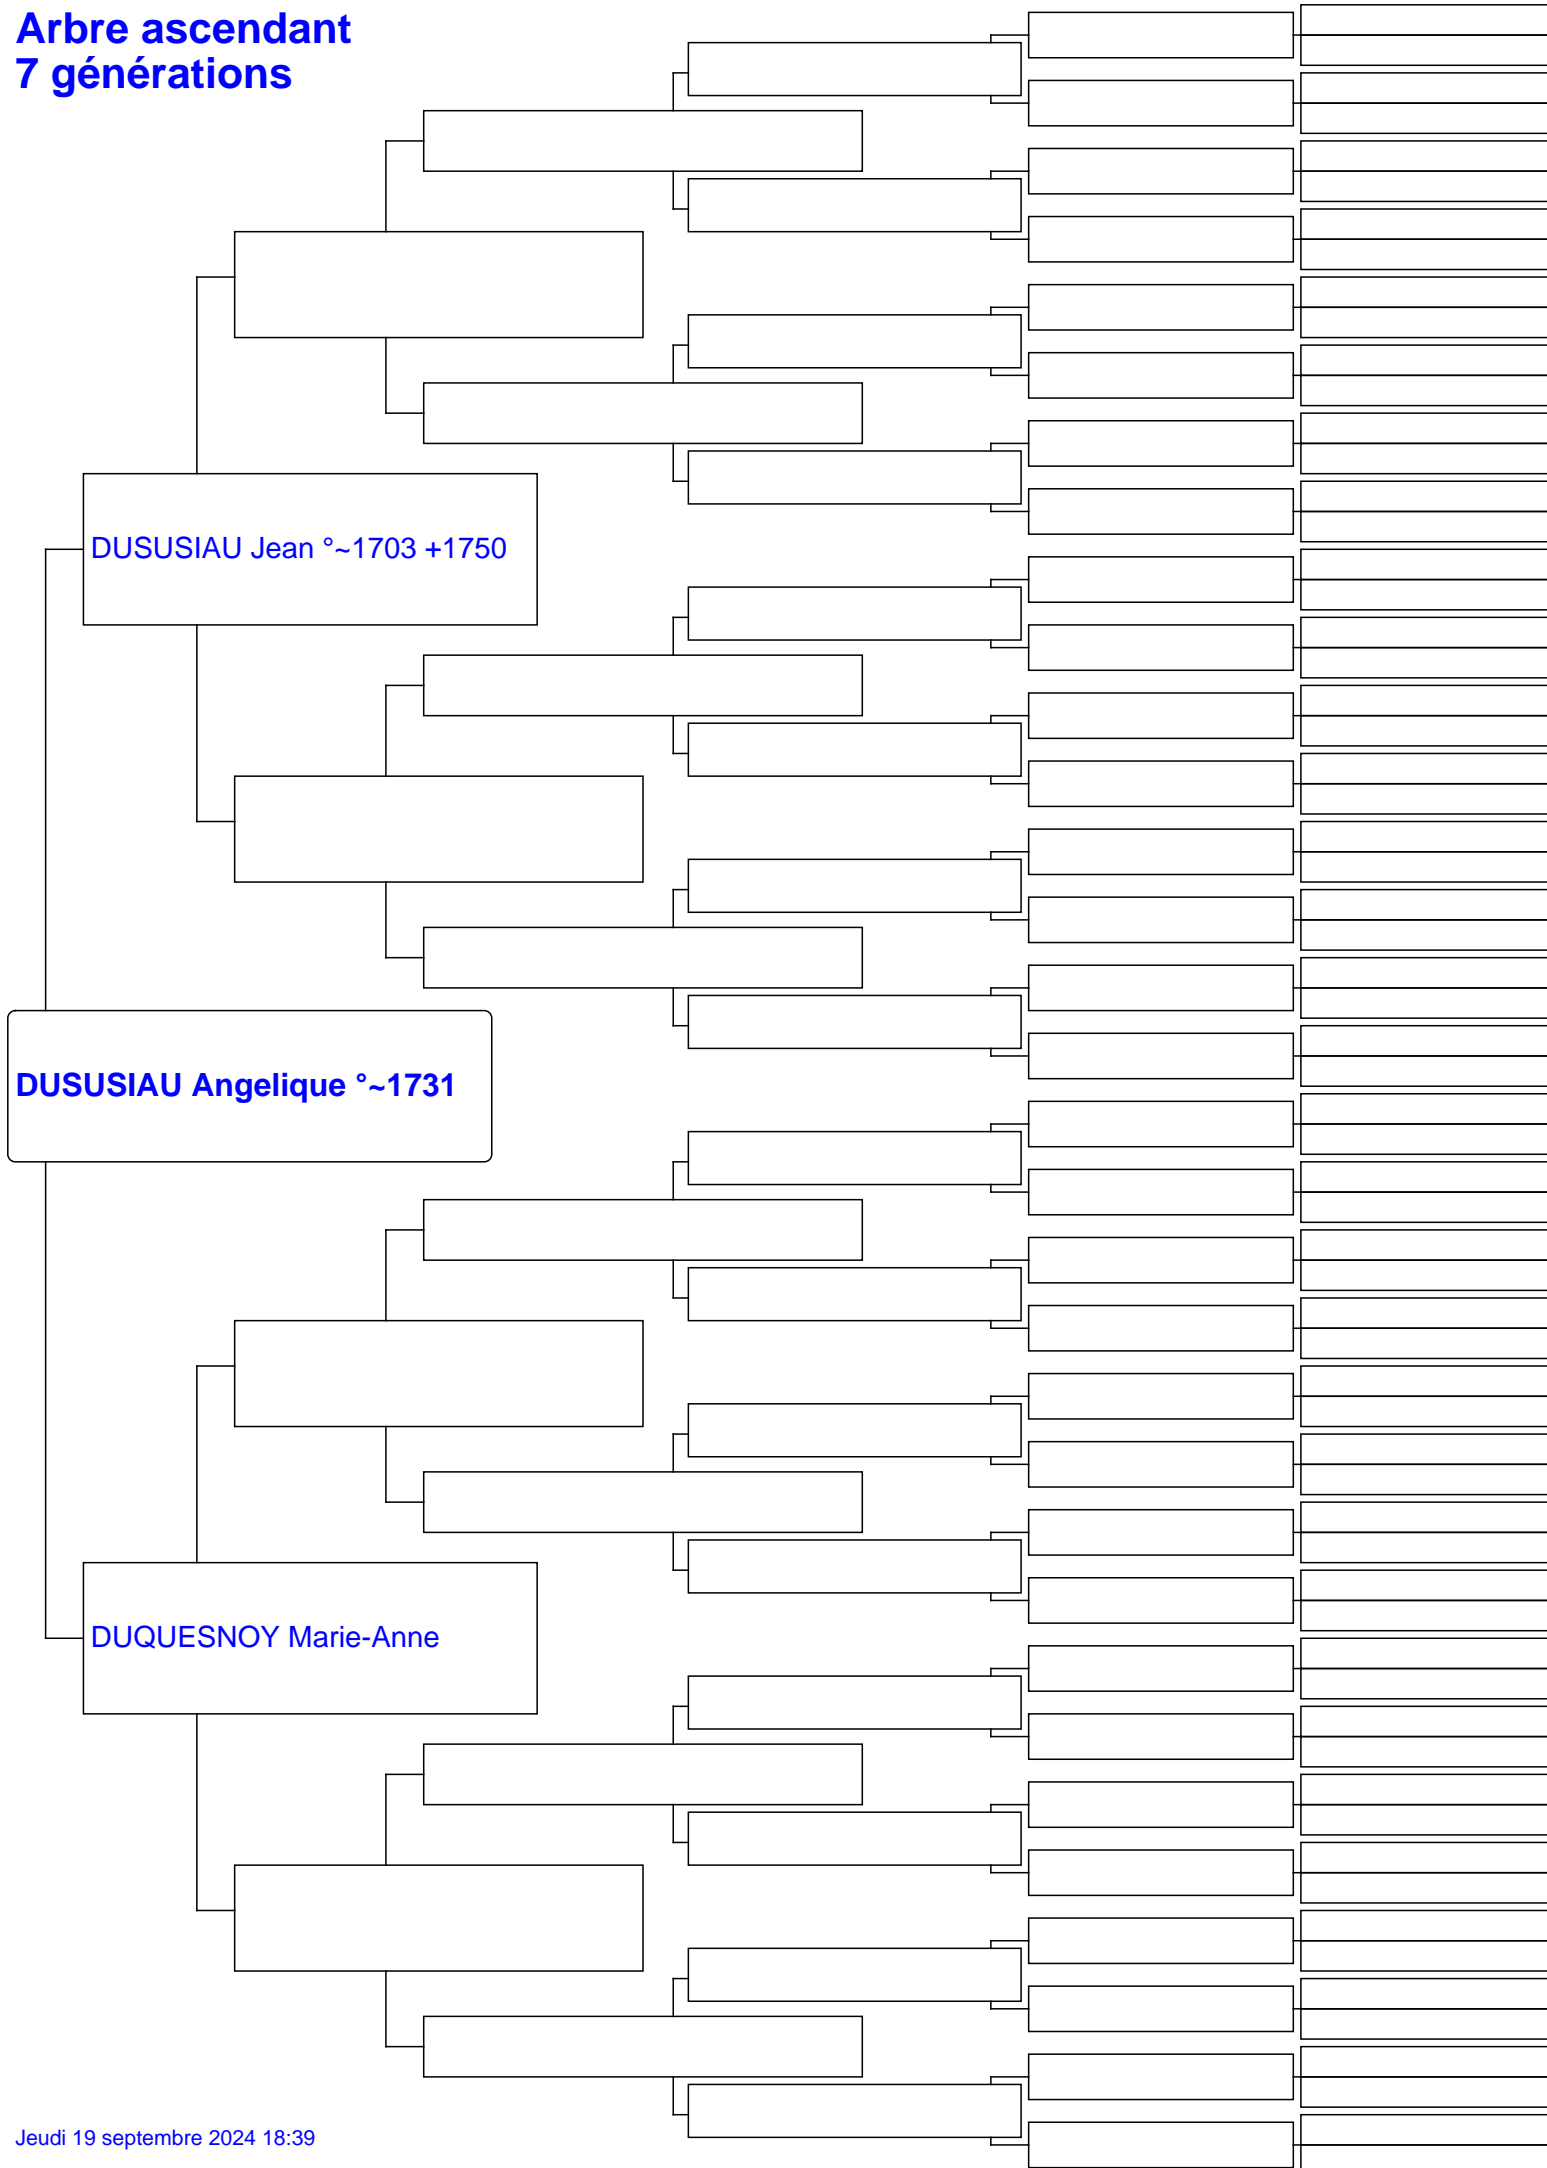 Arbre ascendant
7 générations
DUSUSIAU Jean °~1703 +1750
DUSUSIAU Angelique °~1731
DUQUESNOY Marie-Anne
Jeudi 19 septembre 2024 18:39